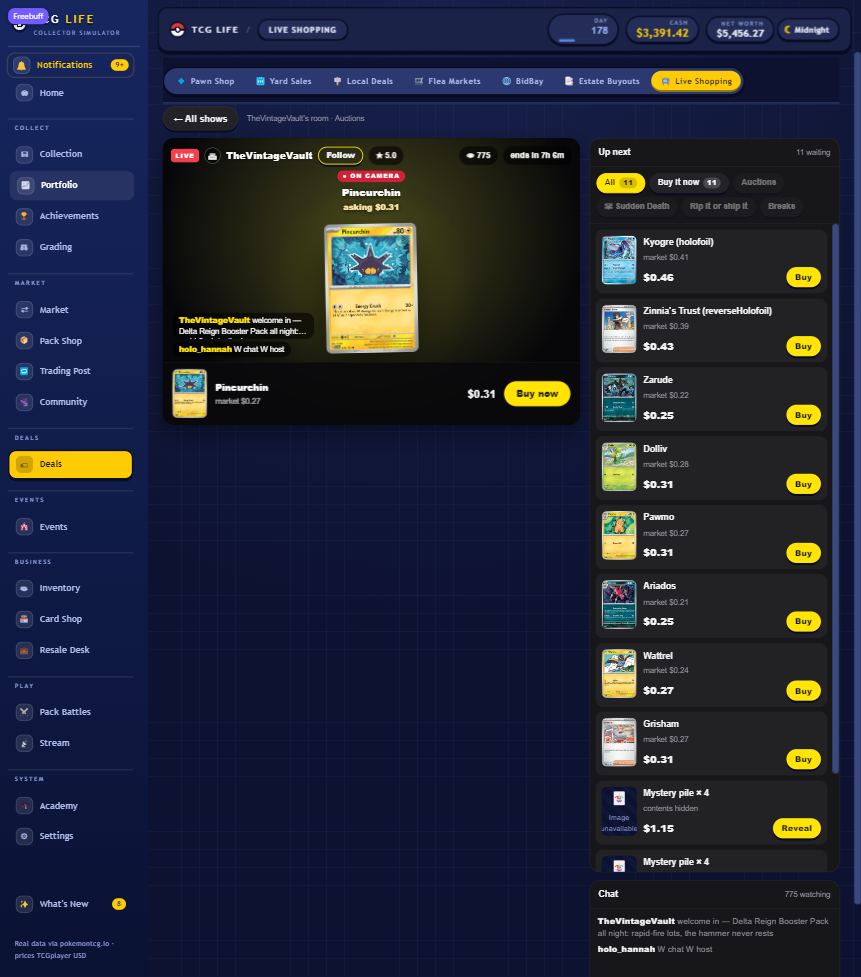 Freebuff
TCG LIFE
COLLECTOR SIMULATOR
Notifications 9+
Home
COLLECT
Collection
Portfolio
Achievements
Grading
MARKET
Market
Pack Shop
Trading Post
Community
DEALS
Deals
EVENTS
Events
BUSINESS
Inventory
Card Shop
Resale Desk
PLAY
Pack Battles
Stream
SYSTEM
Academy
Settings
What's New 8
Real data via pokemontcg.io ·
prices TCGplayer USD
TCG LIFE / LIVE SHOPPING
DAY
178
CASH
$3,391.42
NET WORTH
$5,456.27
Midnight
Pawn Shop
Yard Sales
Local Deals
Flea Markets
BidBay
Estate Buyouts
Live Shopping
← All shows
TheVintageVault's room · Auctions
LIVE TheVintageVault Follow ★ 5.0 775 ends in 7h 6m
● ON CAMERA
Pincurchin
asking $0.31
Pincurchin 80
Energy Crush 30×
TheVintageVault welcome in —
Delta Reign Booster Pack all night:...
holo_hannah W chat W host
Pincurchin
market $0.27
$0.31
Buy now
Up next 11 waiting
All 11
Buy it now 11
Auctions
Sudden Death
Rip it or ship it
Breaks
Kyogre (holofoil)
market $0.41
$0.46 Buy
Zinnia's Trust (reverseHolofoil)
market $0.39
$0.43 Buy
Zarude
market $0.22
$0.25 Buy
Dolliv
market $0.28
$0.31 Buy
Pawmo
market $0.27
$0.31 Buy
Ariados
market $0.21
$0.25 Buy
Wattrel
market $0.24
$0.27 Buy
Grisham
market $0.27
$0.31 Buy
Mystery pile × 4
contents hidden
Image
unavailable
$1.15 Reveal
Mystery pile × 4
Chat 775 watching
TheVintageVault welcome in — Delta Reign Booster Pack
all night: rapid-fire lots, the hammer never rests
holo_hannah W chat W host